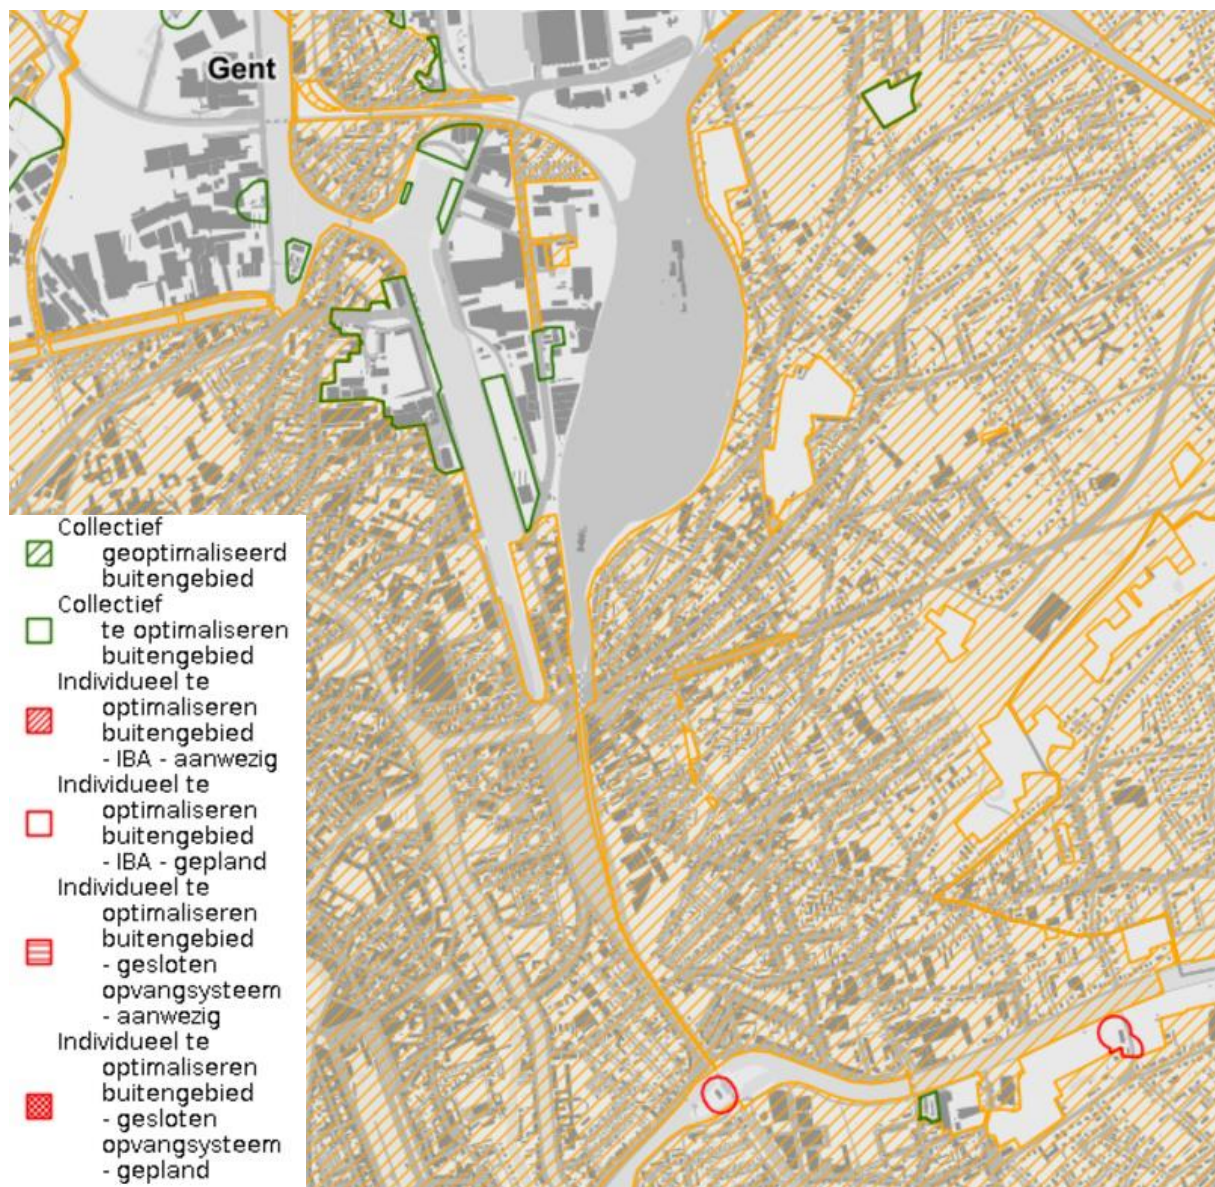 Gent
Collectief
geoptimaliseerd
buitengebied
Collectief
te optimaliseren
buitengebied
Individueel te
optimaliseren
buitengebied
- IBA - aanwezig
Individueel te
optimaliseren
buitengebied
- IBA - gepland
Individueel te
optimaliseren
buitengebied
- gesloten
opvangsysteem
- aanwezig
Individueel te
optimaliseren
buitengebied
- gesloten
opvangsysteem
- gepland